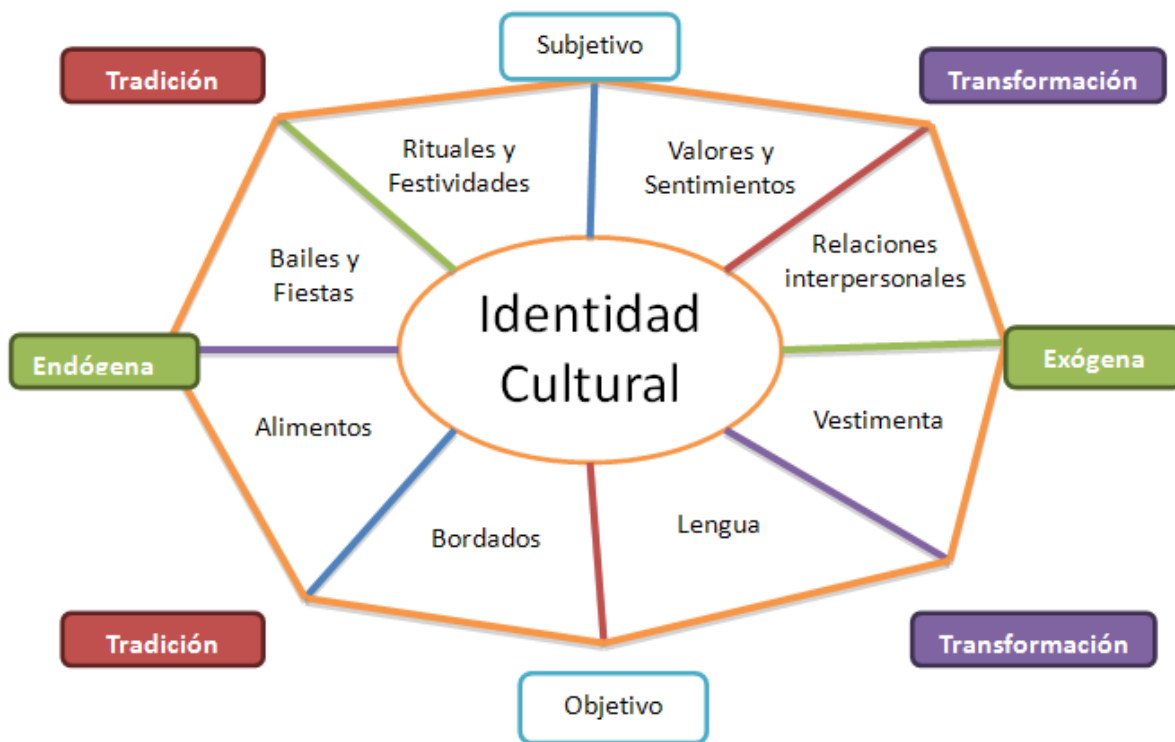 Subjetivo
Tradición
Transformación
Rituales y
Festividades
Valores y
Sentimientos
Bailes y
Fiestas
Relaciones
interpersonales
Identidad
Cultural
Endógena
Exógena
Alimentos
Vestimenta
Bordados
Lengua
Tradición
Transformación
Objetivo